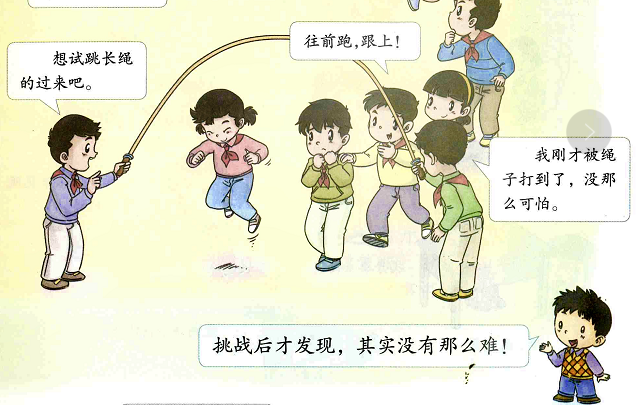 想试跳长绳
的过来吧。
往前跑,跟上!
我刚才被绳
子打到了，没那
么可怕。
挑战后才发现，其实没有那么难!